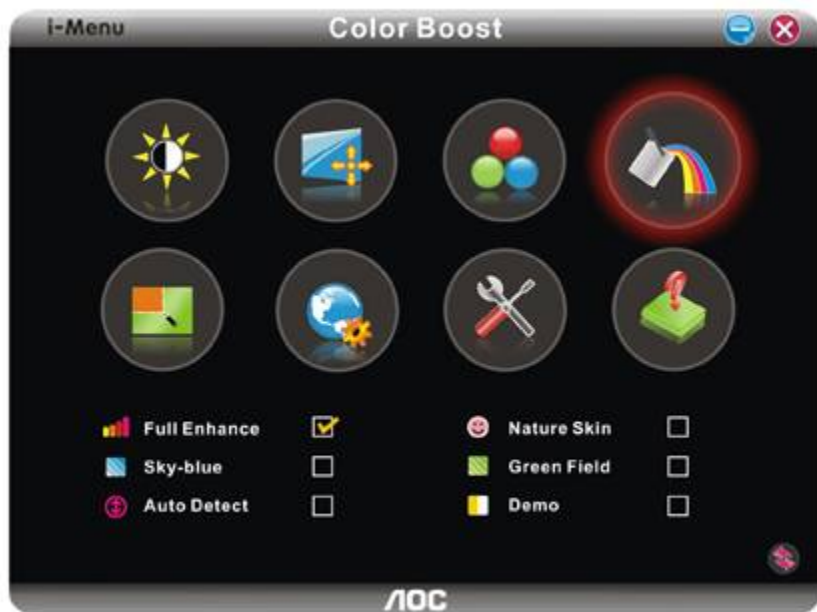 i-Menu
Color Boost
Full Enhance
Nature Skin
Sky-blue
Green Field
Auto Detect
Demo
AOC